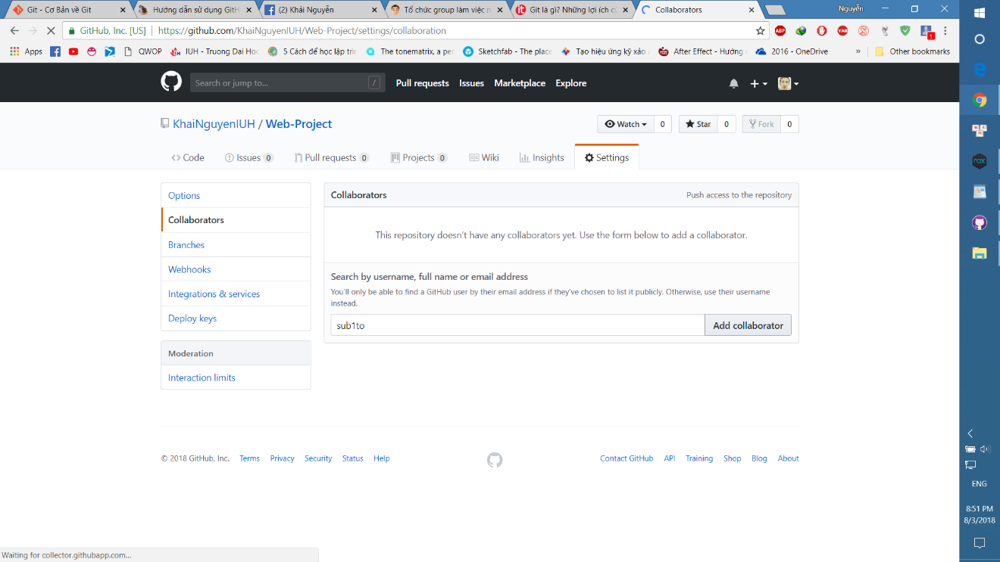 Git - Cơ Bản về Git
Hướng dẫn sử dụng GitH
(2) Khải Nguyễn
Tổ chức group làm việc n
Git là gì? Những lợi ích c
Collaborators
Nguyễn
GitHub, Inc. [US] | https://github.com/KhaiNguyenIUH/Web-Project/settings/collaboration
ABP
YAB
1
Apps
QWOP
IUH - Truong Dai Hoc
5 Cách để học lập trìn
The tonematrix, a per
Sketchfab - The place
Tạo hiệu ứng kỹ xảo
After Effect - Hướng
2016 - OneDrive
»
Other bookmarks
Search or jump to...
/
Pull requests
Issues
Marketplace
Explore
KhaiNguyenIUH / Web-Project
Watch 0
Star 0
Fork 0
Code
Issues 0
Pull requests 0
Projects 0
Wiki
Insights
Settings
Options
Collaborators
Branches
Webhooks
Integrations & services
Deploy keys
Moderation
Interaction limits
Collaborators
Push access to the repository
This repository doesn't have any collaborators yet. Use the form below to add a collaborator.
Search by username, full name or email address
You'll only be able to find a GitHub user by their email address if they've chosen to list it publicly. Otherwise, use their username
instead.
sub1to
Add collaborator
© 2018 GitHub, Inc.
Terms
Privacy
Security
Status
Help
Contact GitHub
API
Training
Shop
Blog
About
Waiting for collector.githubapp.com...
nox
ENG
8:51 PM
8/3/2018